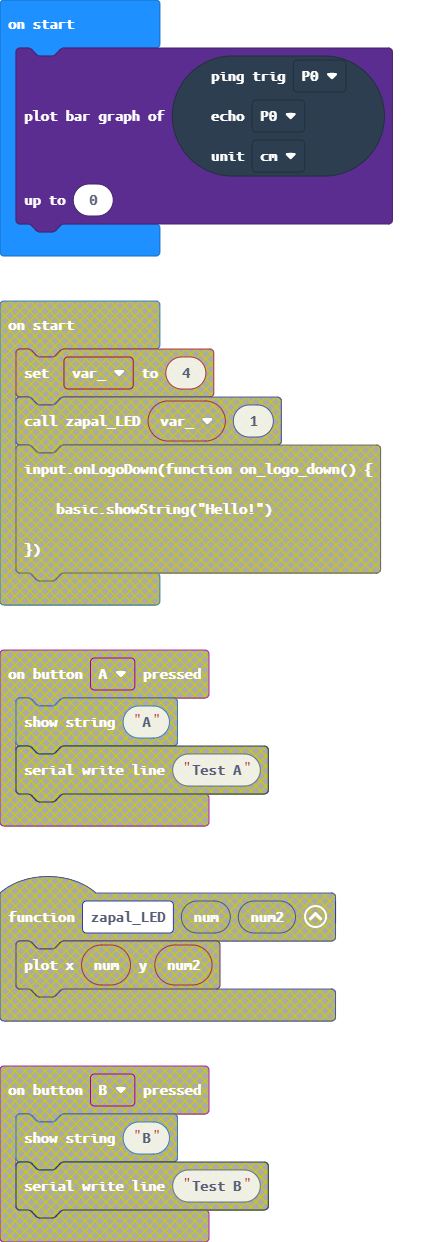 on start
ping trig P0
plot bar graph of echo P0
unit cm
up to 0
on start
set var_ to 4
call zapal_LED var_ 1
input.onLogoDown(function on_logo_down() {
basic.showString("Hello!")
})
on button A pressed
show string "A"
serial write line "Test A"
function zapal_LED num num2
plot x num y num2
on button B pressed
show string "B"
serial write line "Test B"